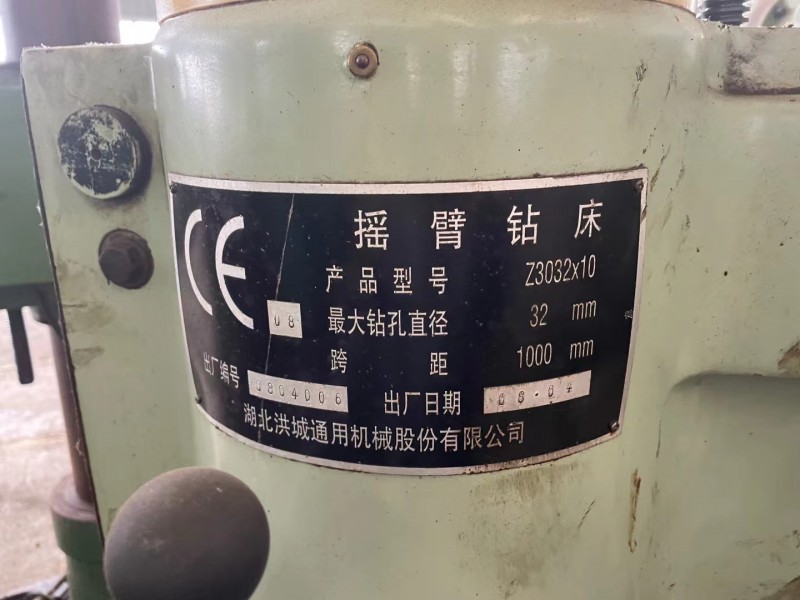 CE 摇臂钻床
产品型号 Z3032x10
08 最大钻孔直径 32 mm
跨距 1000 mm
出厂编号 0804006 出厂日期 08.04
湖北洪城通用机械股份有限公司